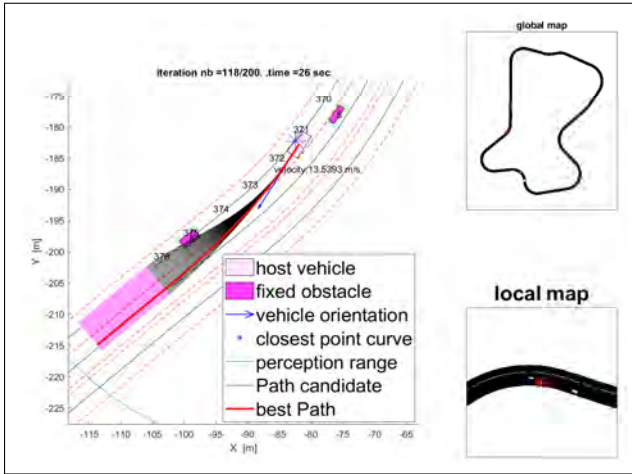 iteration nb =118/200. ,time =26 sec
global map
-175
-180
-185
-190
-195
-200
-205
-210
-215
-220
-225
Y [m]
370
371
372
velocity:13.5393 m/s,
373
374
376
host vehicle
fixed obstacle
vehicle orientation
closest point curve
perception range
Path candidate
best Path
-115 -110 -105 -100 -95 -90 -85 -80 -75 -70 -65
X [m]
local map